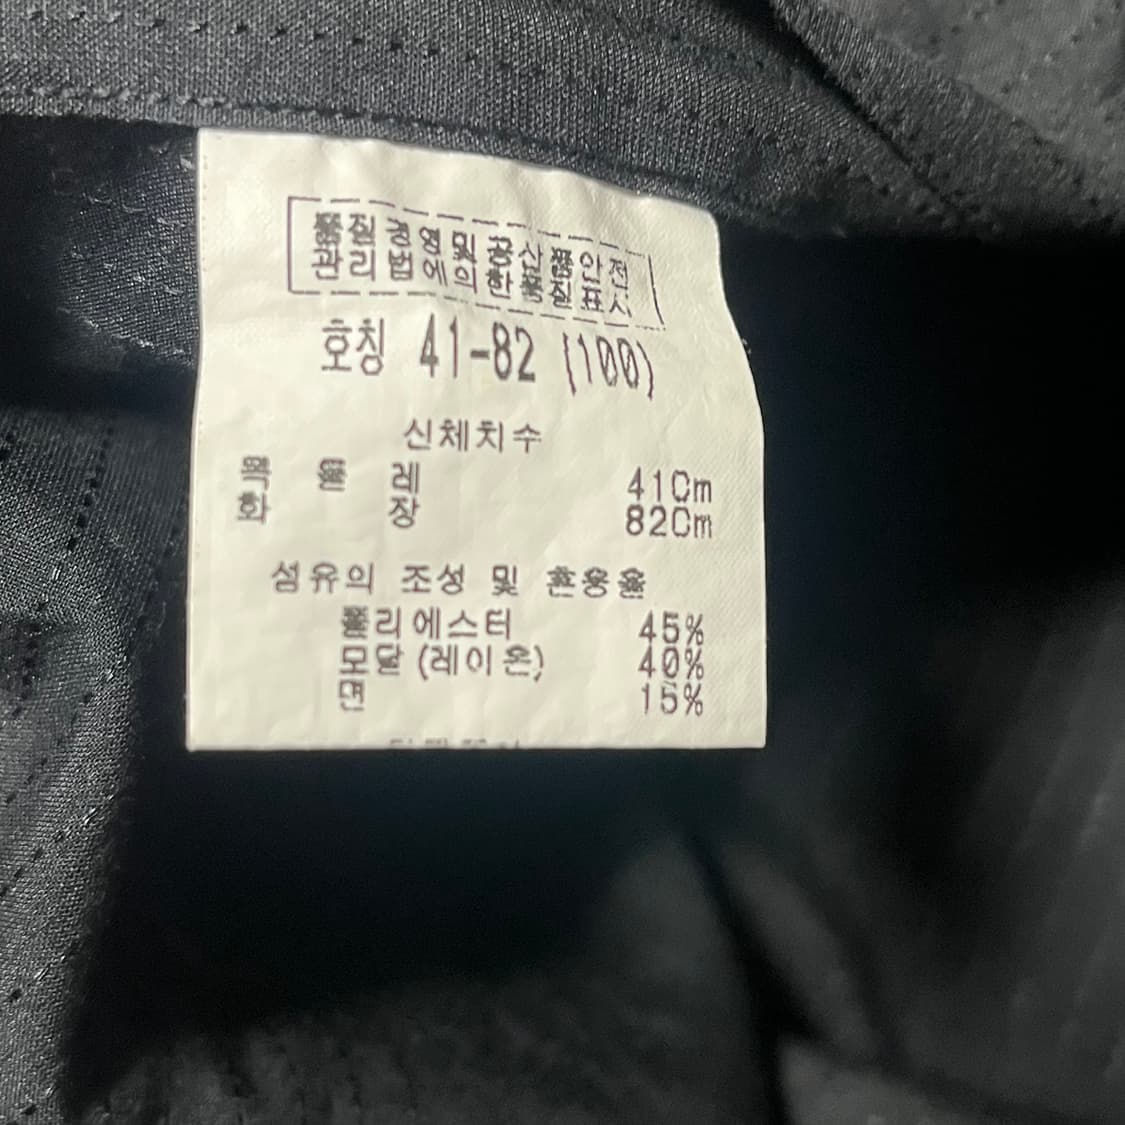 품질경영및공산품안전
관리법에의한품질표시
호칭 41-82 (100)
신체치수
목 둘 레 41Cm
화 장 82Cm
섬유의 조성 및 혼용율
폴리에스터 45%
모달 (레이온) 40%
면 15%